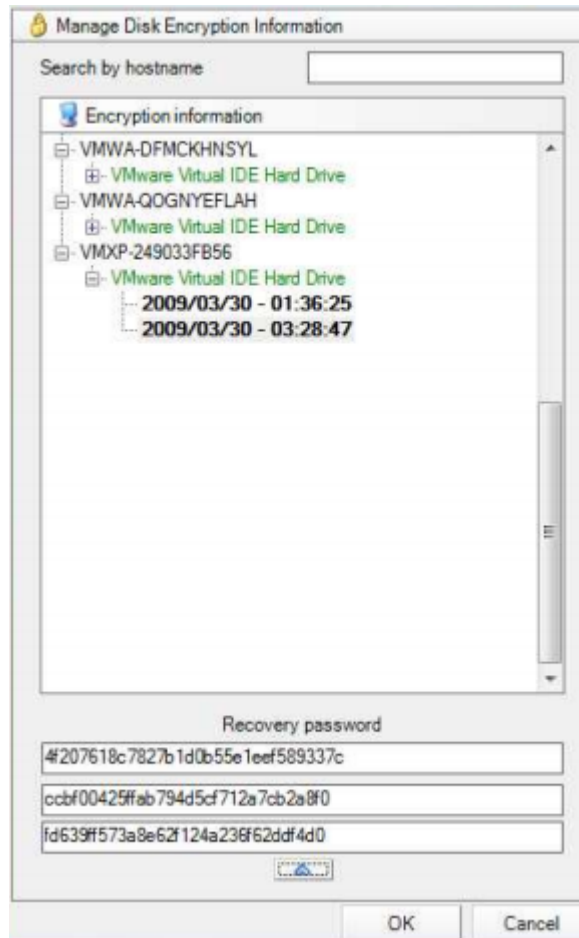 Manage Disk Encryption Information
Search by hostname
Encryption information
VMWA-DFMCKHNSYL
VMware Virtual IDE Hard Drive
VMWA-QOGNYEFLAH
VMware Virtual IDE Hard Drive
VMXP-249033FB56
VMware Virtual IDE Hard Drive
2009/03/30 - 01:36:25
2009/03/30 - 03:28:47
Recovery password
4f207618c7827b1d0b55e1eef589337c
ccbf00425ffab794d5cf712a7cb2a8f0
fd639ff573a8e62f124a236f62ddf4d0
OK Cancel